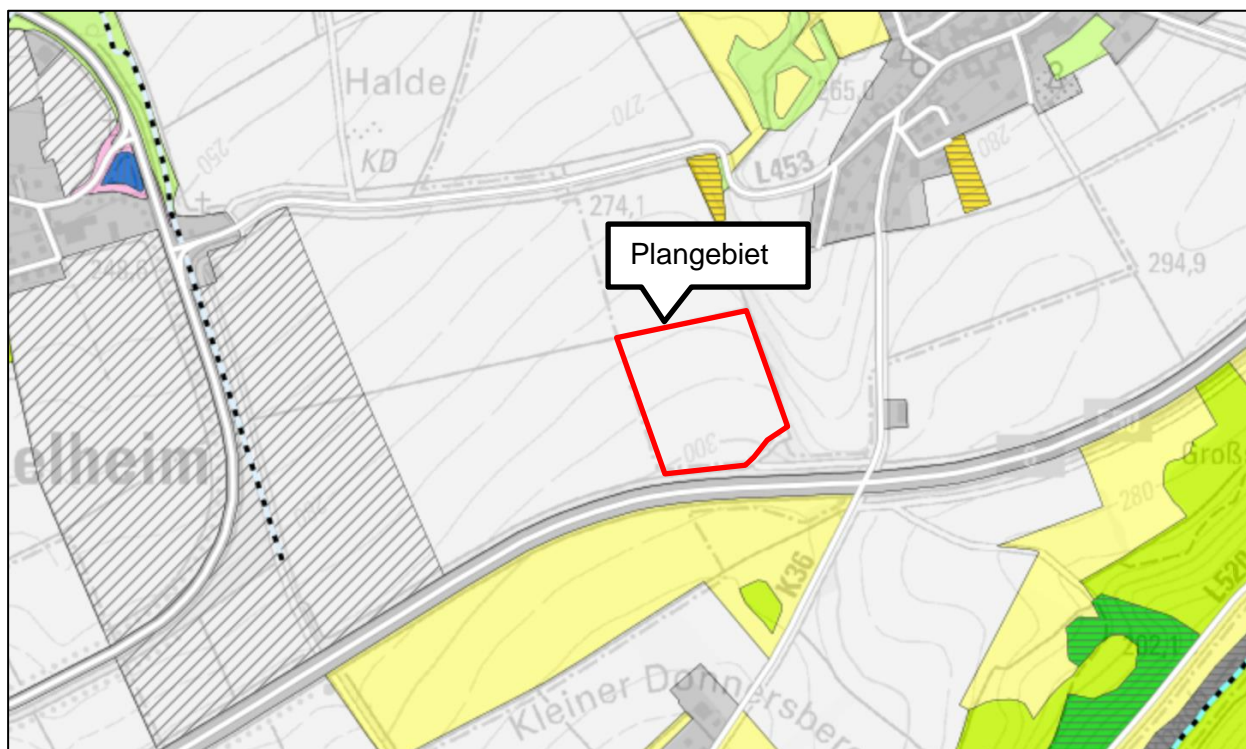 Halde
KD
250
270
265,0
L453
280
274,1
248,6
Plangebiet
294,9
elheim
300
Groß
280
K36
L520
202,1
Kleiner Donnersberg